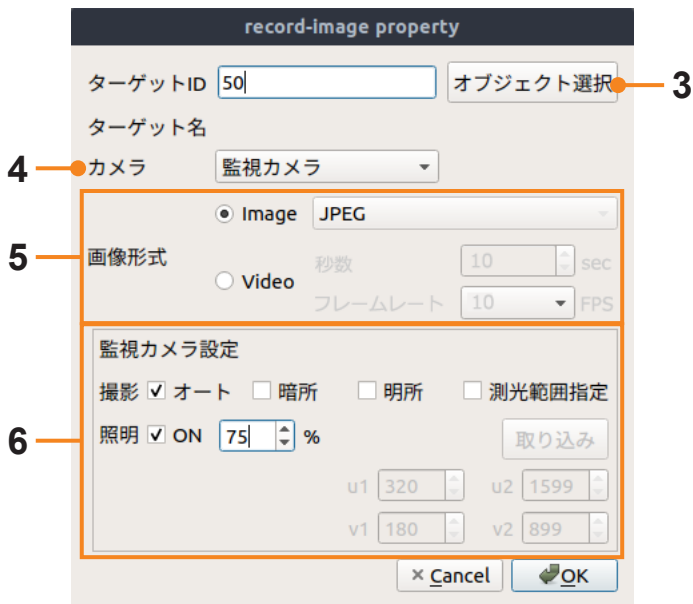 record-image property
ターゲットID 50 オブジェクト選択 3
ターゲット名
4 カメラ 監視カメラ
Image JPEG
5 画像形式
秒数 10 sec
Video
フレームレート 10 FPS
監視カメラ設定
撮影 オート 暗所 明所 測光範囲指定
6 照明 ON 75 % 取り込み
u1 320 u2 1599
v1 180 v2 899
Cancel OK